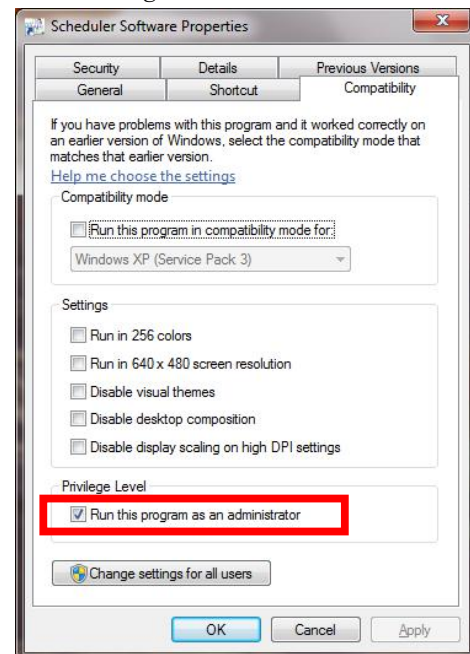 Scheduler Software Properties
Security Details Previous Versions
General Shortcut Compatibility
If you have problems with this program and it worked correctly on
an earlier version of Windows, select the compatibility mode that
matches that earlier version.
Help me choose the settings
Compatibility mode
Run this program in compatibility mode for:
Windows XP (Service Pack 3)
Settings
Run in 256 colors
Run in 640 x 480 screen resolution
Disable visual themes
Disable desktop composition
Disable display scaling on high DPI settings
Privilege Level
Run this program as an administrator
Change settings for all users
OK Cancel Apply